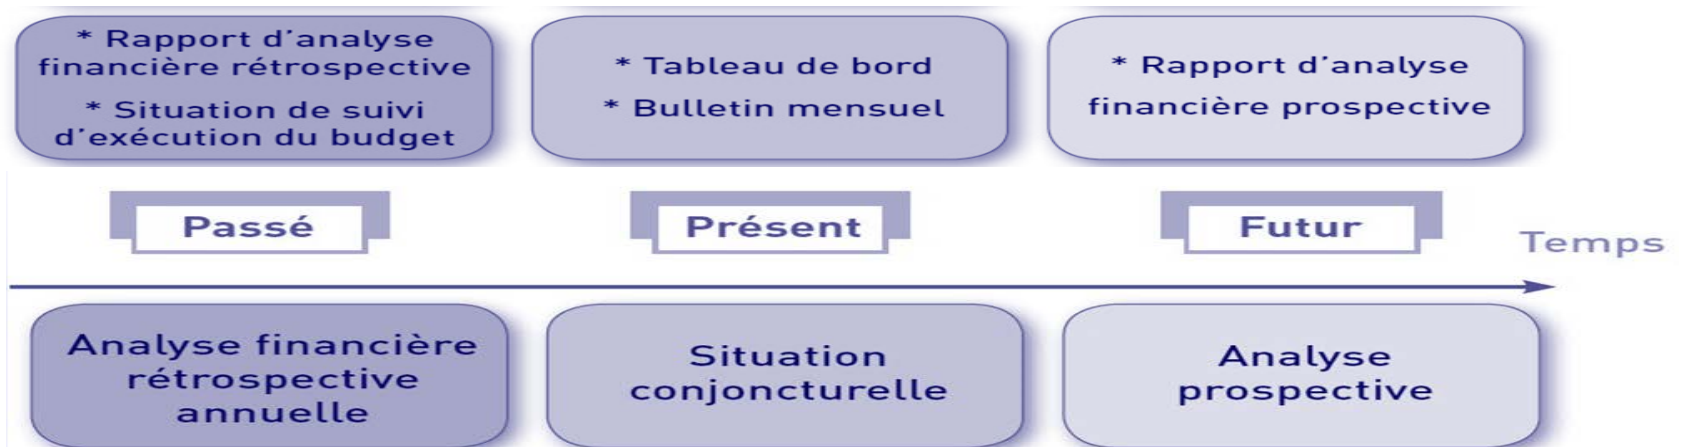 * Rapport d'analyse
financière rétrospective
* Situation de suivi
d'exécution du budget
* Tableau de bord
* Bulletin mensuel
* Rapport d'analyse
financière prospective
Passé
Présent
Futur
Temps
Analyse financière
rétrospective
annuelle
Situation
conjoncturelle
Analyse
prospective